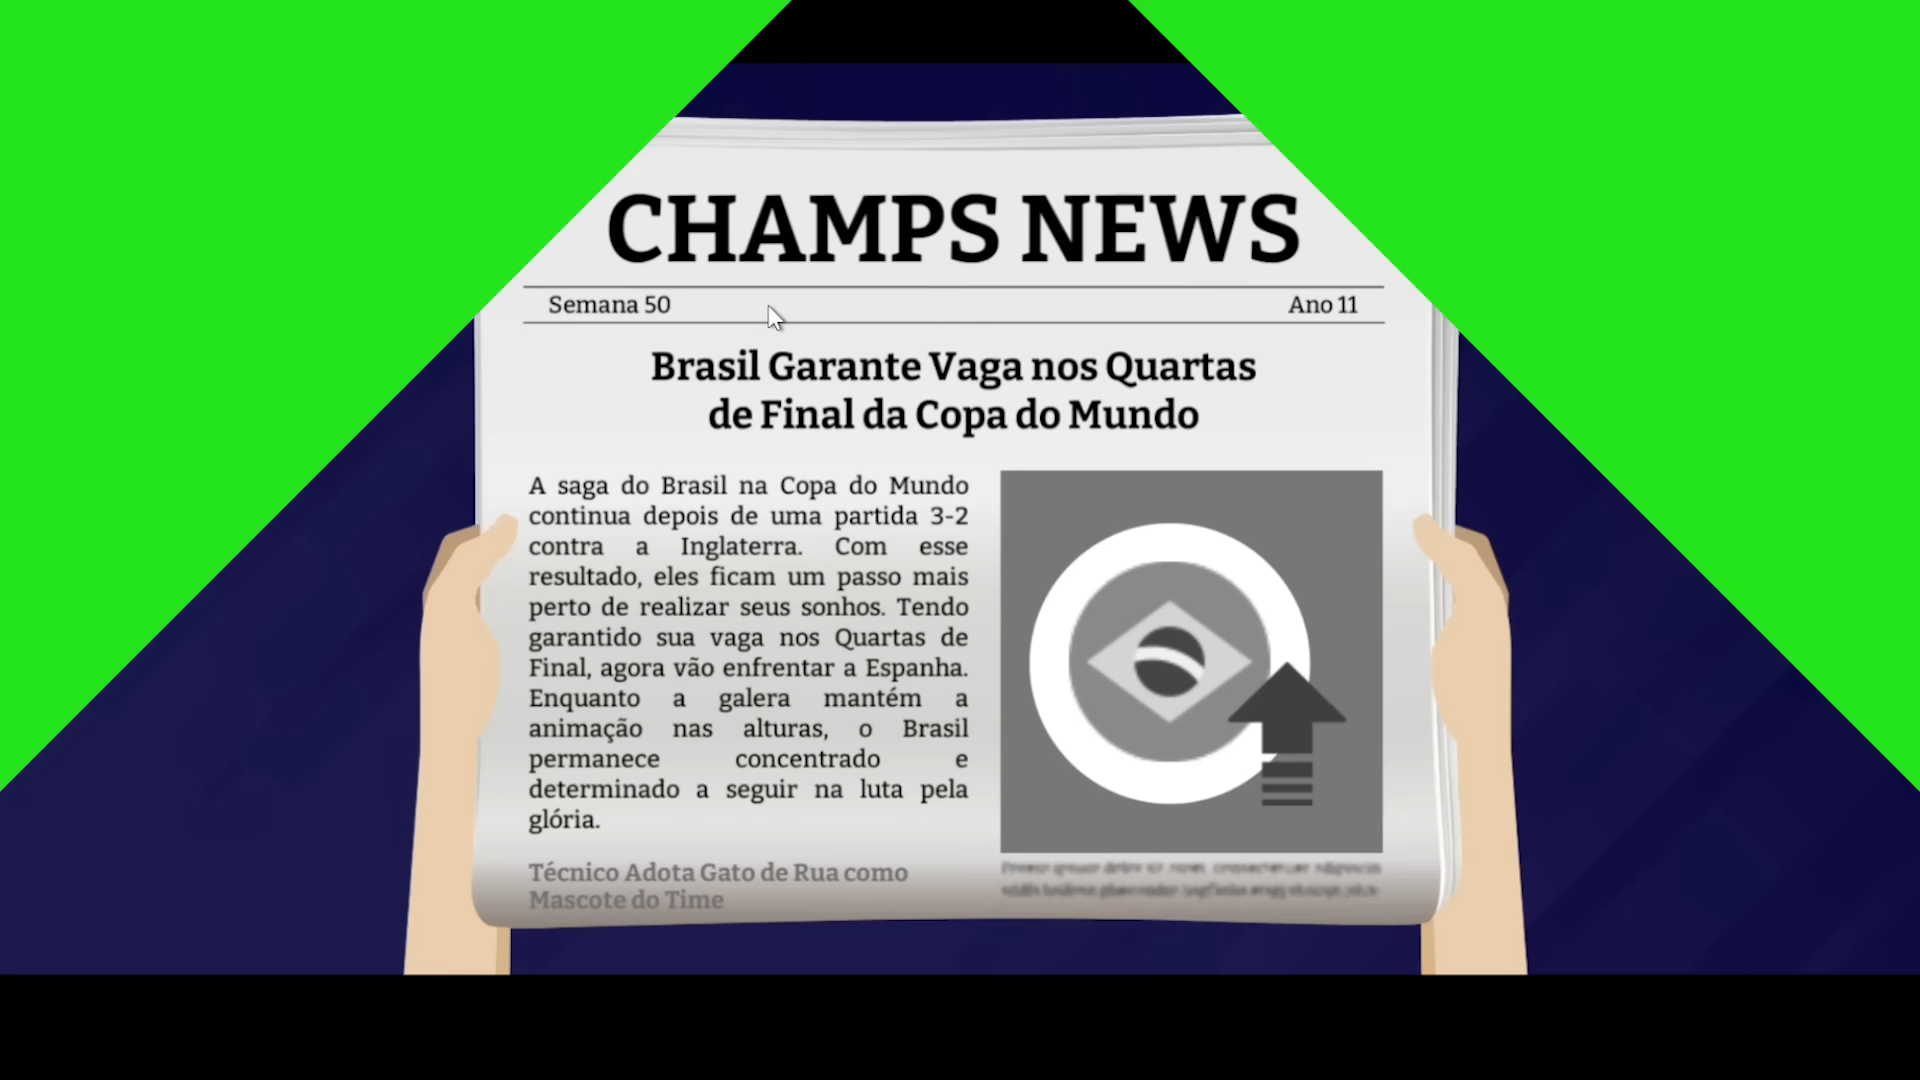 CHAMPS NEWS
Semana 50
Ano 11
Brasil Garante Vaga nos Quartas
de Final da Copa do Mundo
A saga do Brasil na Copa do Mundo
continua depois de uma partida 3-2
contra a Inglaterra. Com esse
resultado, eles ficam um passo mais
perto de realizar seus sonhos. Tendo
garantido sua vaga nos Quartas de
Final, agora vão enfrentar a Espanha.
Enquanto a galera mantém a
animação nas alturas, o Brasil
permanece concentrado e
determinado a seguir na luta pela
glória.
Técnico Adota Gato de Rua como
Mascote do Time